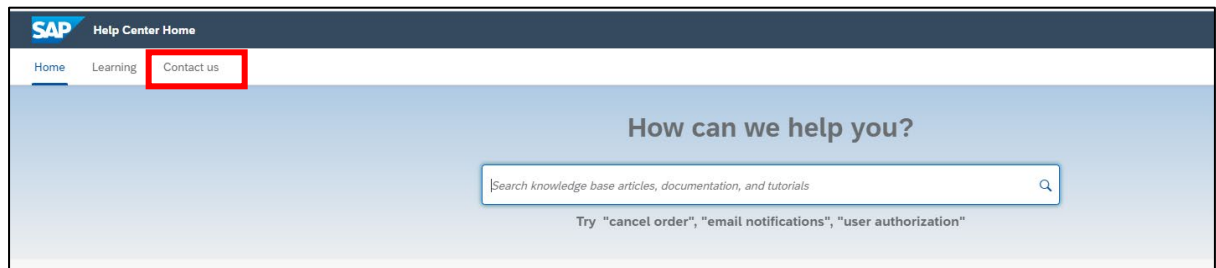 SAP Help Center Home
Home Learning Contact us
How can we help you?
Search knowledge base articles, documentation, and tutorials
Try "cancel order", "email notifications", "user authorization"